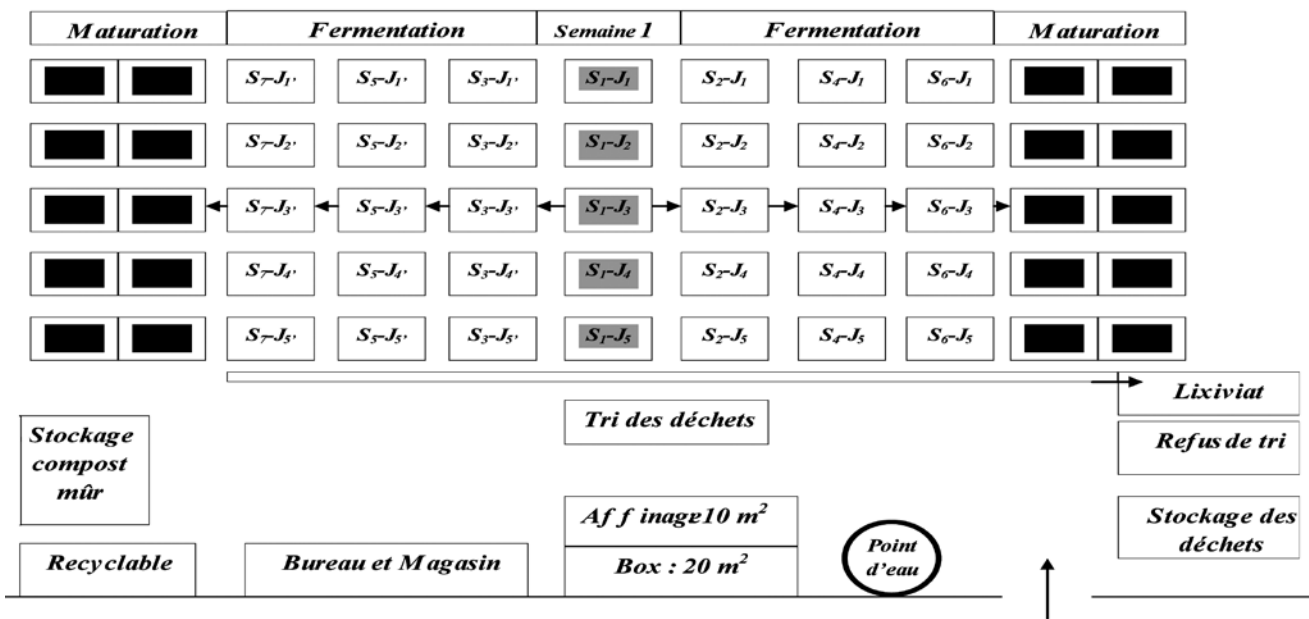 Maturation Fermentation Semaine 1 Fermentation Maturation
S7-J1' S5-J1' S3-J1' S1-J1 S2-J1 S4-J1 S6-J1
S7-J2' S5-J2' S3-J2' S1-J2 S2-J2 S4-J2 S6-J2
S7-J3' S5-J3' S3-J3' S1-J3 S2-J3 S4-J3 S6-J3
S7-J4' S5-J4' S3-J4' S1-J4 S2-J4 S4-J4 S6-J4
S7-J5' S5-J5' S3-J5' S1-J5 S2-J5 S4-J5 S6-J5
Lixiviat
Tri des déchets
Refus de tri
Stockage
compost
mûr
Affinage 10 m²
Stockage des
déchets
Recyclable
Bureau et Magasin
Box : 20 m²
Point
d'eau